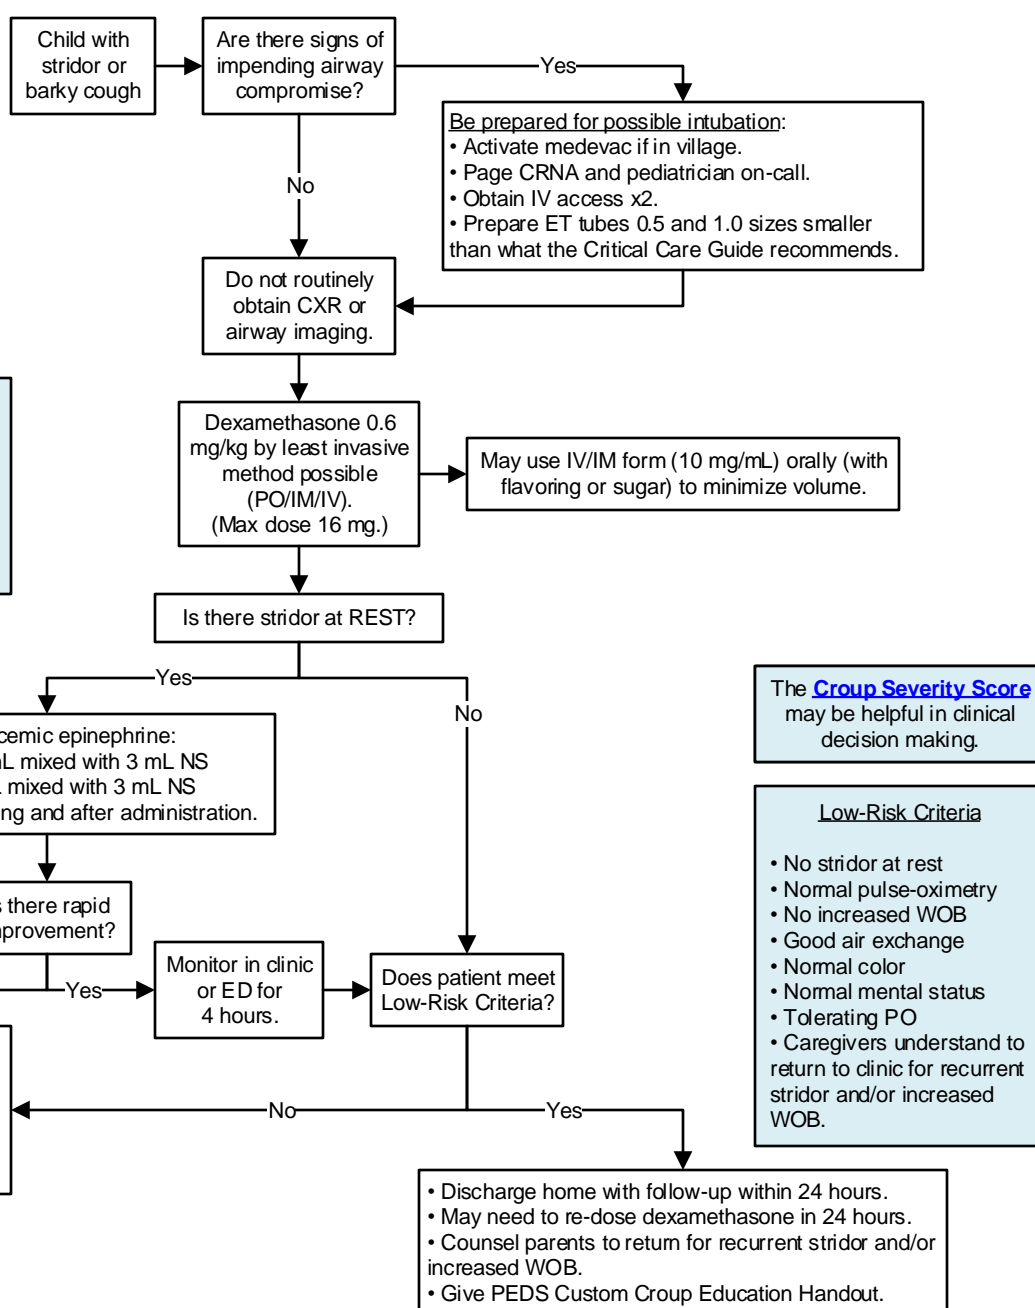 Child with
stridor or
barky cough
Are there signs of
impending airway
compromise?
Yes
Be prepared for possible intubation:
• Activate medevac if in village.
• Page CRNA and pediatrician on-call.
• Obtain IV access x2.
• Prepare ET tubes 0.5 and 1.0 sizes smaller
than what the Critical Care Guide recommends.
No
Do not routinely
obtain CXR or
airway imaging.
Dexamethasone 0.6
mg/kg by least invasive
method possible
(PO/IM/IV).
(Max dose 16 mg.)
May use IV/IM form (10 mg/mL) orally (with
flavoring or sugar) to minimize volume.
Is there stridor at REST?
Yes
No
The Croup Severity Score
may be helpful in clinical
decision making.
epinephrine:
mixed with 3 mL NS
mixed with 3 mL NS
and after administration.
Low-Risk Criteria
• No stridor at rest
• Normal pulse-oximetry
• No increased WOB
• Good air exchange
• Normal color
• Normal mental status
• Tolerating PO
• Caregivers understand to
return to clinic for recurrent
stridor and/or increased
WOB.
there rapid
Yes
Monitor in clinic
or ED for
4 hours.
Does patient meet
Low-Risk Criteria?
No
Yes
• Discharge home with follow-up within 24 hours.
• May need to re-dose dexamethasone in 24 hours.
• Counsel parents to return for recurrent stridor and/or
increased WOB.
• Give PEDS Custom Croup Education Handout.